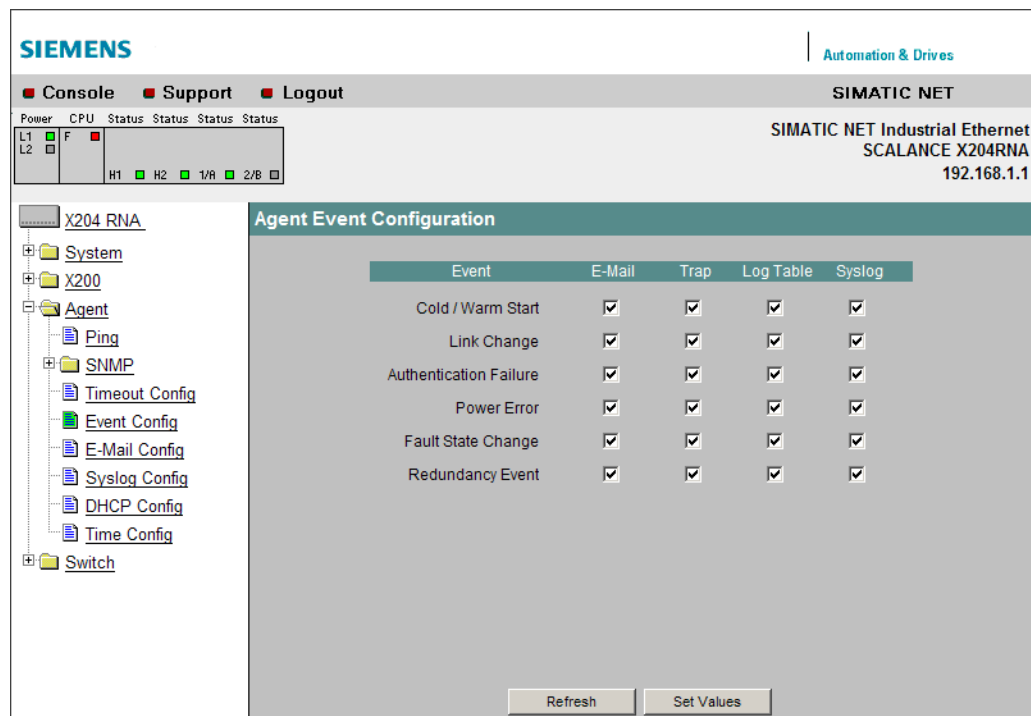 SIEMENS
Automation & Drives
Console Support Logout SIMATIC NET
Power CPU Status Status Status Status
L1 F
L2
H1 H2 1/A 2/B
SIMATIC NET Industrial Ethernet
SCALANCE X204RNA
192.168.1.1
X204 RNA
System
X200
Agent
Ping
SNMP
Timeout Config
Event Config
E-Mail Config
Syslog Config
DHCP Config
Time Config
Switch
Agent Event Configuration
Event E-Mail Trap Log Table Syslog
Cold / Warm Start
Link Change
Authentication Failure
Power Error
Fault State Change
Redundancy Event
Refresh Set Values